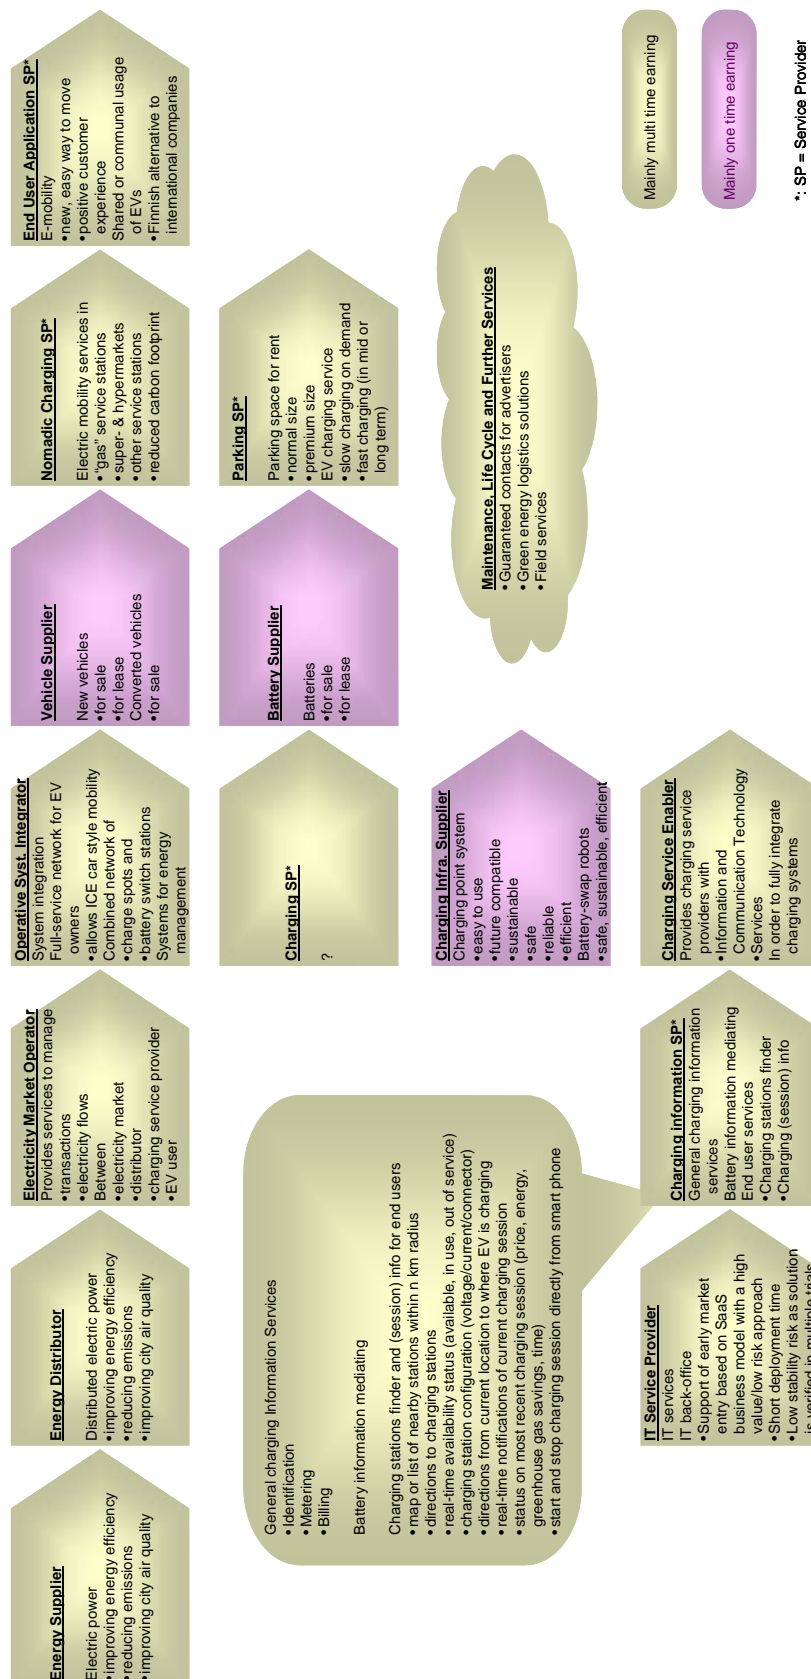 Energy Supplier
Electric power
•improving energy efficiency
•reducing emissions
•improving city air quality
Energy Distributor
Distributed electric power
•improving energy efficiency
•reducing emissions
•improving city air quality
Electricity Market Operator
Provides services to manage
•transactions
•electricity flows
Between
•electricity market
•distributor
•charging service provider
•EV user
Operative Syst. Integrator
System integration
Full-service network for EV
owners
•allows ICE car style mobility
Combined network of
•charge spots and
•battery switch stations
Systems for energy
management
Vehicle Supplier
New vehicles
•for sale
•for lease
Converted vehicles
•for sale
Nomadic Charging SP*
Electric mobility services in
•"gas" service stations
•super- & hypermarkets
•other service stations
•reduced carbon footprint
End User Application SP*
E-mobility
•new, easy way to move
•positive customer
experience
Shared or communal usage
of EVs
•Finnish alternative to
international companies
General charging Information Services
•Identification
•Metering
•Billing
Battery information mediating
Charging stations finder and (session) info for end users
•map or list of nearby stations within n km radius
•directions to charging stations
•real-time availability status (available, in use, out of service)
•charging station configuration (voltage/current/connector)
•directions from current location to where EV is charging
•real-time notifications of current charging session
•status on most recent charging session (price, energy,
greenhouse gas savings, time)
•start and stop charging session directly from smart phone
Charging SP*
?
Battery Supplier
Batteries
•for sale
•for lease
Parking SP*
Parking space for rent
•normal size
•premium size
EV charging service
•slow charging on demand
•fast charging (in mid or
long term)
Charging Infra. Supplier
Charging point system
•easy to use
•future compatible
•sustainable
•safe
•reliable
•efficient
Battery-swap robots
•safe, sustainable, efficient
Maintenance, Life Cycle and Further Services
•Guaranteed contacts for advertisers
•Green energy logistics solutions
•Field services
IT Service Provider
IT services
IT back-office
•Support of early market
entry based on SaaS
business model with a high
value/low risk approach
•Short deployment time
•Low stability risk as solution
is verified in multiple trials
Charging information SP*
General charging information
services
Battery information mediating
End user services
•Charging stations finder
•Charging (session) info
Charging Service Enabler
Provides charging service
providers with
•Information and
Communication Technology
•Services
In order to fully integrate
charging systems
Mainly multi time earning
Mainly one time earning
*: SP = Service Provider